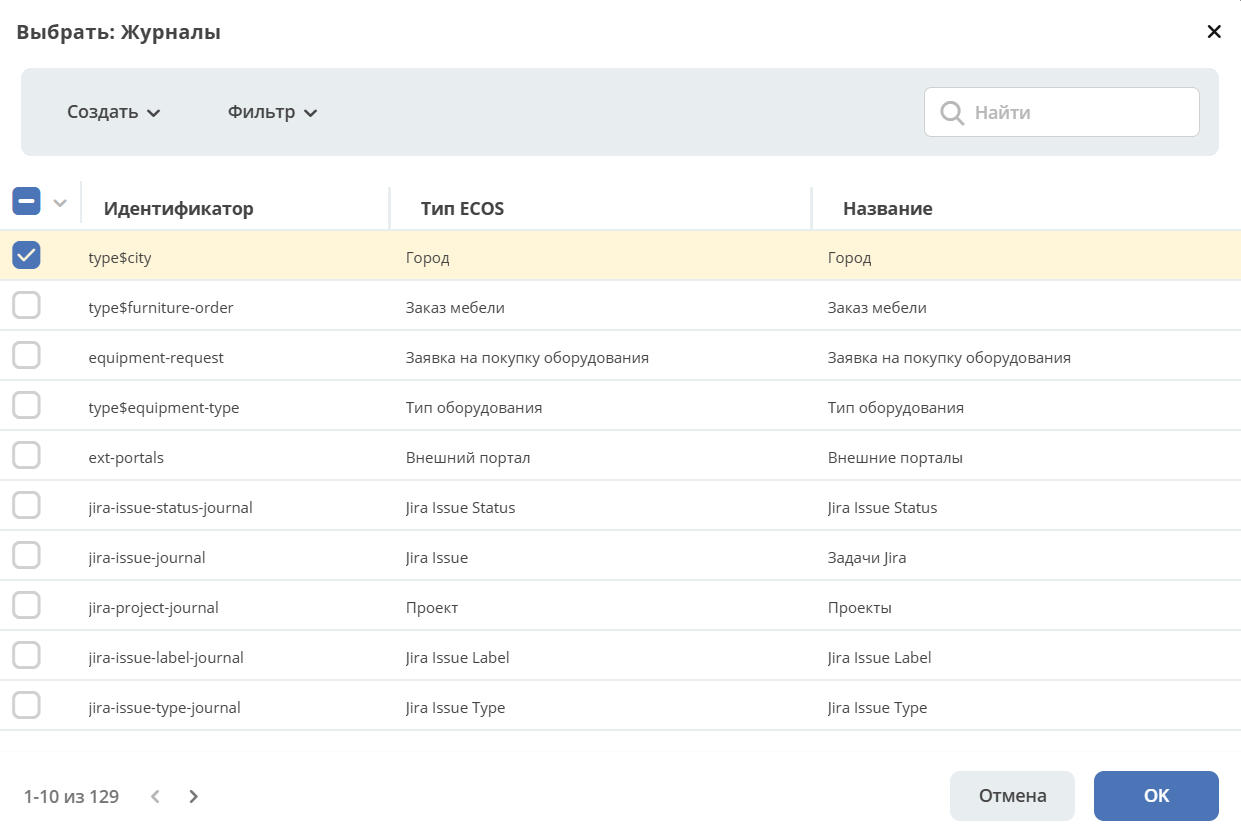 Выбрать: Журналы
Создать Фильтр Найти
Идентификатор Тип ECOS Название
type$city Город Город
type$furniture-order Заказ мебели Заказ мебели
equipment-request Заявка на покупку оборудования Заявка на покупку оборудования
type$equipment-type Тип оборудования Тип оборудования
ext-portals Внешний портал Внешние порталы
jira-issue-status-journal Jira Issue Status Jira Issue Status
jira-issue-journal Jira Issue Задачи Jira
jira-project-journal Проект Проекты
jira-issue-label-journal Jira Issue Label Jira Issue Label
jira-issue-type-journal Jira Issue Type Jira Issue Type
1-10 из 129 Отмена ОК